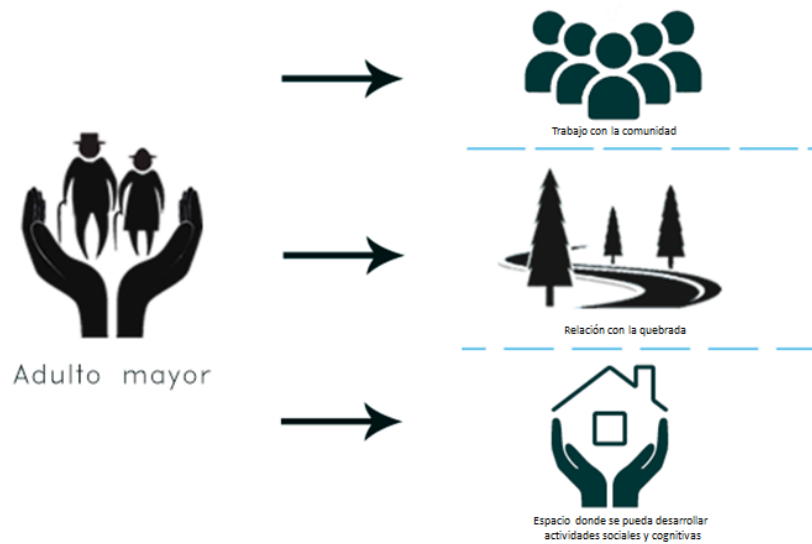 Adulto mayor
Trabajo con la comunidad
Relación con la quebrada
Espacio donde se pueda desarrollar
actividades sociales y cognitivas